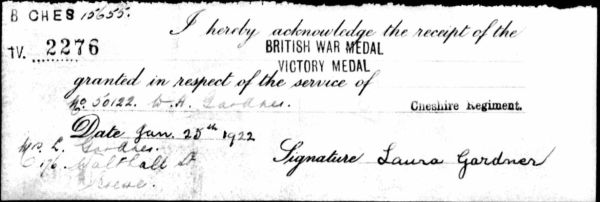 B CHES 15655.
I hereby acknowledge the receipt of the
BRITISH WAR MEDAL
IV. 2276
VICTORY MEDAL
granted in respect of the service of
No 50122. W.A. Gardner. Cheshire Regiment.
Date Jan. 25th 1922
Mrs L. Gardner.
Signature Laura Gardner
St
Crewe.